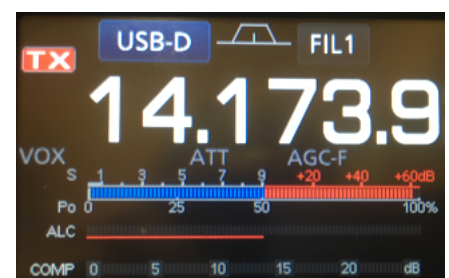 USB-D FIL1
TX
14.173.9
VOX ATT AGC-F
S 1 3 5 7 9 +20 +40 +60dB
Po 0 25 50 100%
ALC
COMP 0 5 10 15 20 dB